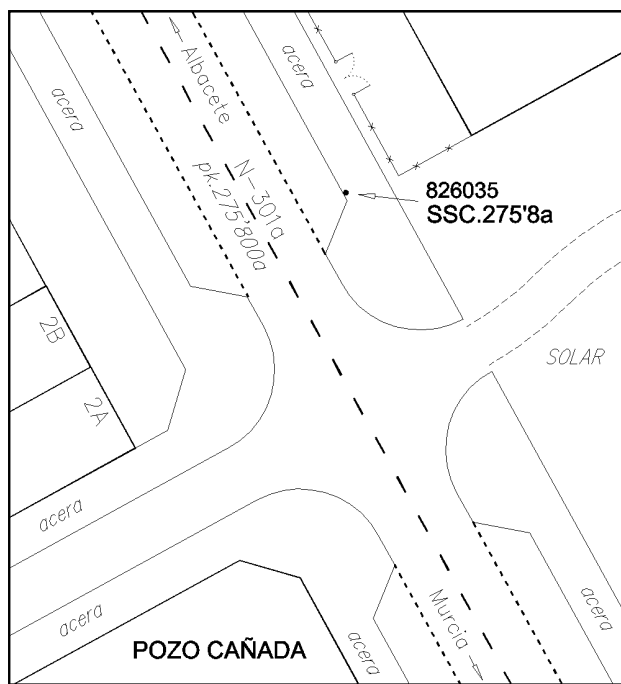 acera
Albacete
acera
N-301a
pk.275'800a
826035
SSC.275'8a
2B
2A
SOLAR
acera
acera
POZO CAÑADA
acera
Murcia
acera